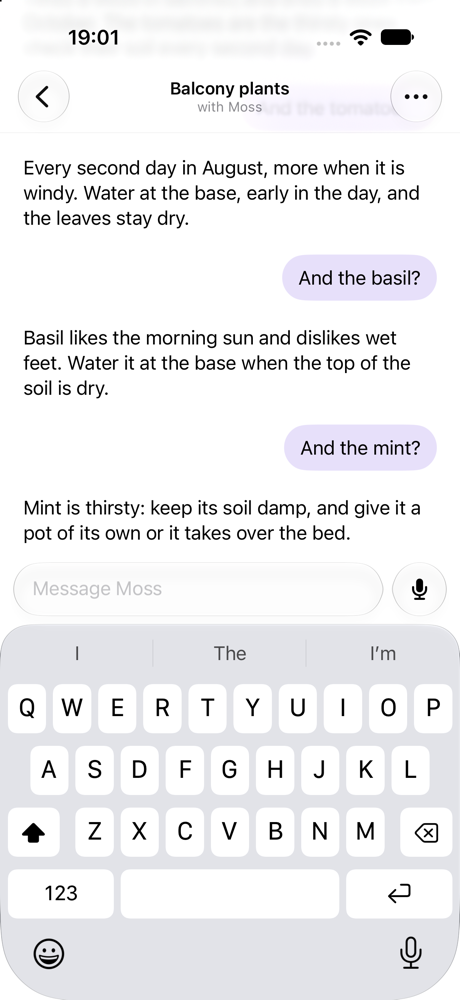 19:01
Balcony plants
with Moss
And the tomato
Every second day in August, more when it is
windy. Water at the base, early in the day, and
the leaves stay dry.
And the basil?
Basil likes the morning sun and dislikes wet
feet. Water it at the base when the top of the
soil is dry.
And the mint?
Mint is thirsty: keep its soil damp, and give it a
pot of its own or it takes over the bed.
Message Moss
I The I’m
Q W E R T Y U I O P
A S D F G H J K L
Z X C V B N M
123